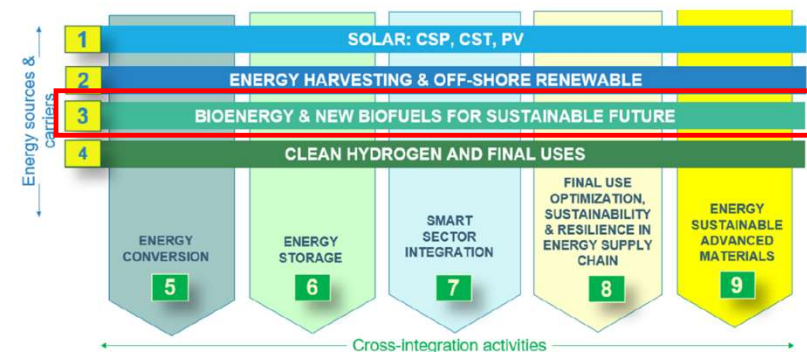 Energy sources &
carriers
1
SOLAR: CSP, CST, PV
2
ENERGY HARVESTING & OFF-SHORE RENEWABLE
3
BIOENERGY & NEW BIOFUELS FOR SUSTAINABLE FUTURE
4
CLEAN HYDROGEN AND FINAL USES
ENERGY
CONVERSION
5
ENERGY
STORAGE
6
SMART
SECTOR
INTEGRATION
7
FINAL USE
OPTIMIZATION,
SUSTAINABILITY
& RESILIENCE IN
ENERGY SUPPLY
CHAIN
8
ENERGY
SUSTAINABLE
ADVANCED
MATERIALS
9
Cross-integration activities